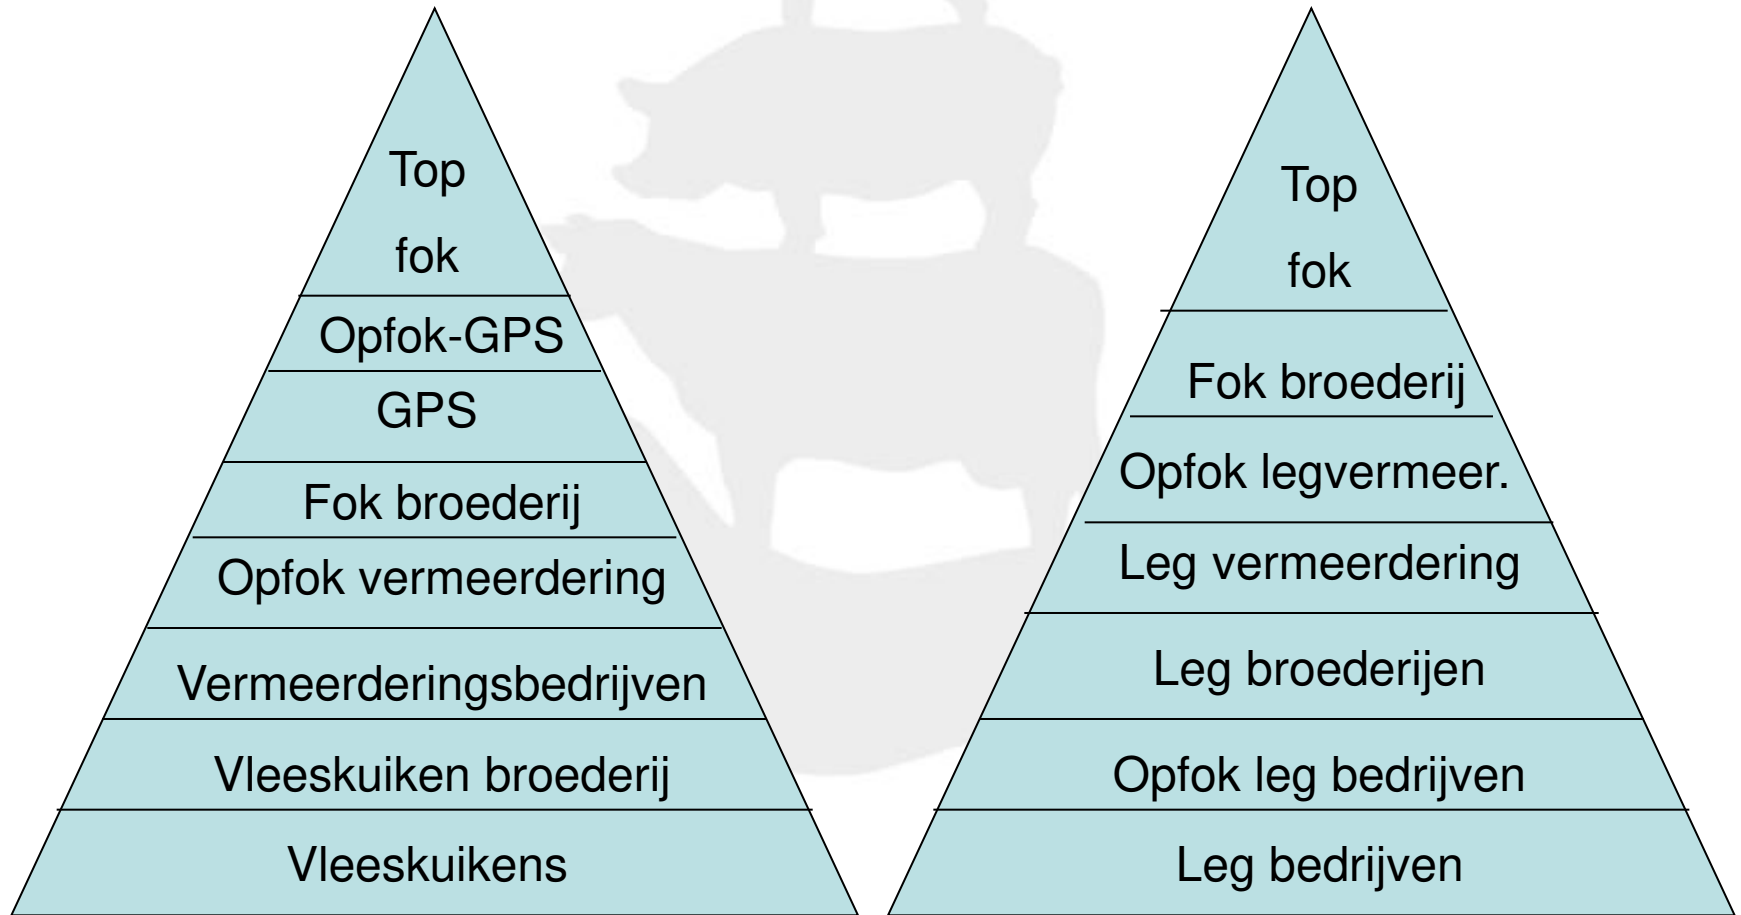 Top
fok
Opfok-GPS
GPS
Fok broederij
Opfok vermeerdering
Vermeerderingsbedrijven
Vleeskuiken broederij
Vleeskuikens
Top
fok
Fok broederij
Opfok legvermeer.
Leg vermeerdering
Leg broederijen
Opfok leg bedrijven
Leg bedrijven